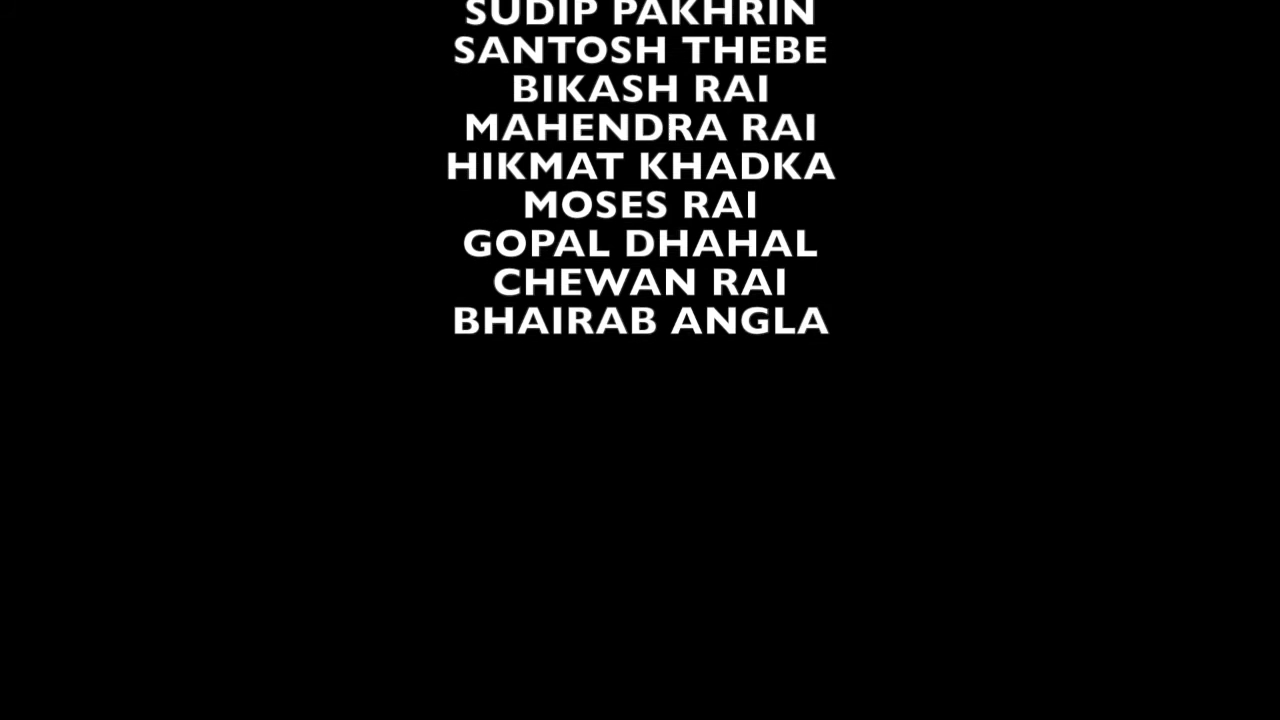 SUDIP PAKHRIN
SANTOSH THEBE
BIKASH RAI
MAHENDRA RAI
HIKMAT KHADKA
MOSES RAI
GOPAL DHAHAL
CHEWAN RAI
BHAIRAB ANGLA